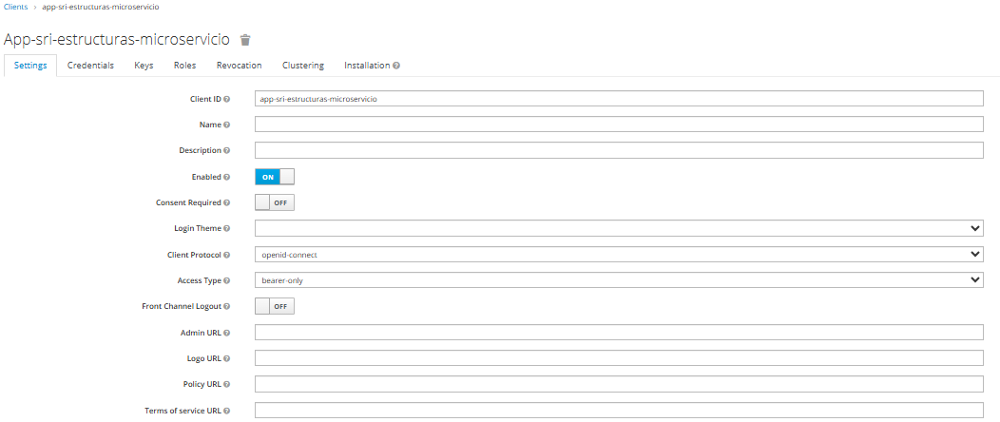 Clients › app-sri-estructuras-microservicio
App-sri-estructuras-microservicio
Settings Credentials Keys Roles Revocation Clustering Installation
Client ID app-sri-estructuras-microservicio
Name
Description
Enabled ON
Consent Required OFF
Login Theme
Client Protocol openid-connect
Access Type bearer-only
Front Channel Logout OFF
Admin URL
Logo URL
Policy URL
Terms of service URL